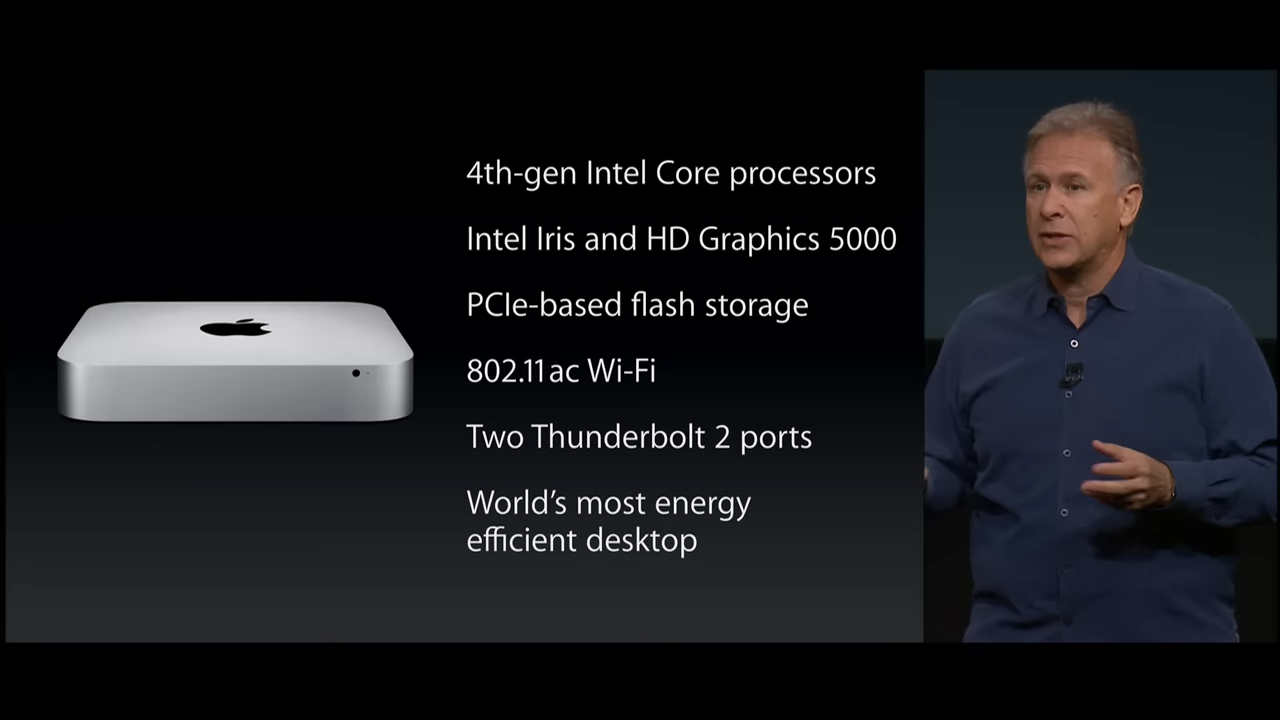 4th-gen Intel Core processors
Intel Iris and HD Graphics 5000
PCIe-based flash storage
802.11ac Wi-Fi
Two Thunderbolt 2 ports
World’s most energy
efficient desktop